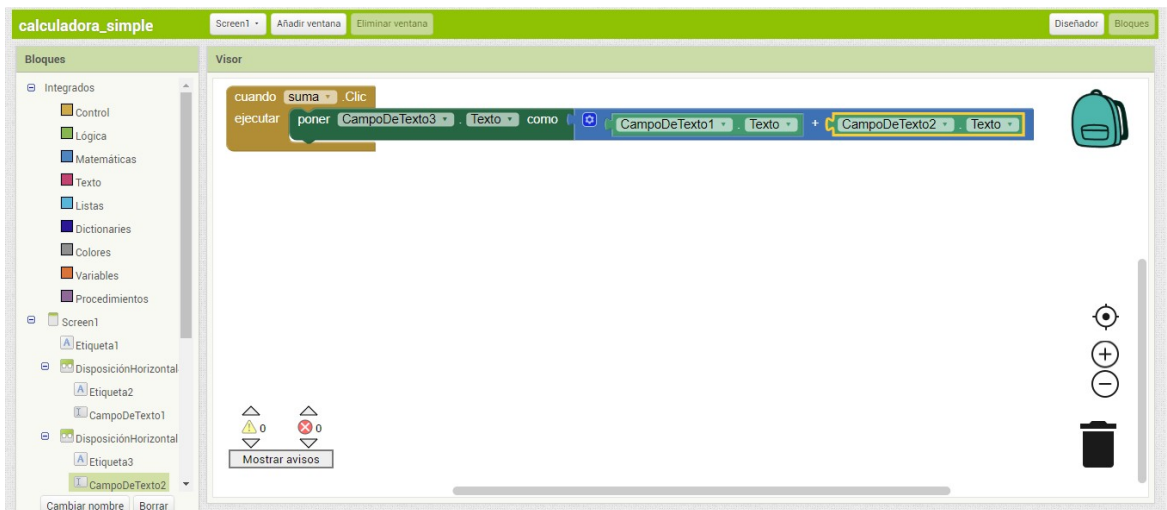 calculadora_simple
Screen1 Añadir ventana Eliminar ventana Diseñador Bloques
Bloques
Visor
Integrados
Control
Lógica
Matemáticas
Texto
Listas
Dictionaries
Colores
Variables
Procedimientos
Screen1
Etiqueta1
DisposiciónHorizontal
Etiqueta2
CampoDeTexto1
DisposiciónHorizontal
Etiqueta3
CampoDeTexto2
Cambiar nombre Borrar
cuando suma .Clic
ejecutar poner CampoDeTexto3 . Texto como CampoDeTexto1 . Texto + CampoDeTexto2 . Texto
0 0
Mostrar avisos